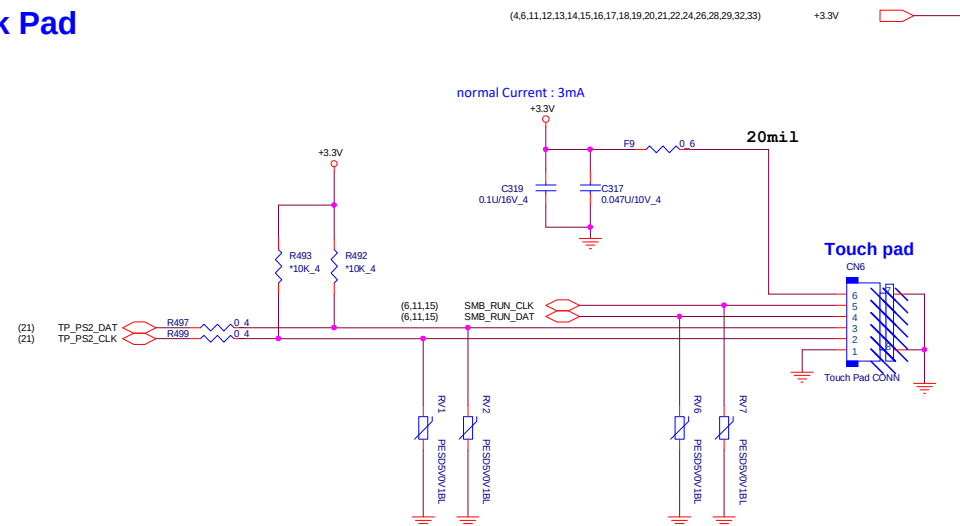 k Pad
(4,6,11,12,13,14,15,16,17,18,19,20,21,22,24,26,28,29,32,33) +3.3V
normal Current : 3mA
+3.3V
F9 0_6
20mil
+3.3V
C319
0.1U/16V_4
C317
0.047U/10V_4
R493
*10K_4
R492
*10K_4
Touch pad
CN6
(6,11,15) SMB_RUN_CLK
(6,11,15) SMB_RUN_DAT
(21) TP_PS2_DAT R497 0_4
(21) TP_PS2_CLK R499 0_4
6
5
4
3
2
1
7
8
Touch Pad CONN
RV1
PESD5V0V1BL
RV2
PESD5V0V1BL
RV6
PESD5V0V1BL
RV7
PESD5V0V1BL